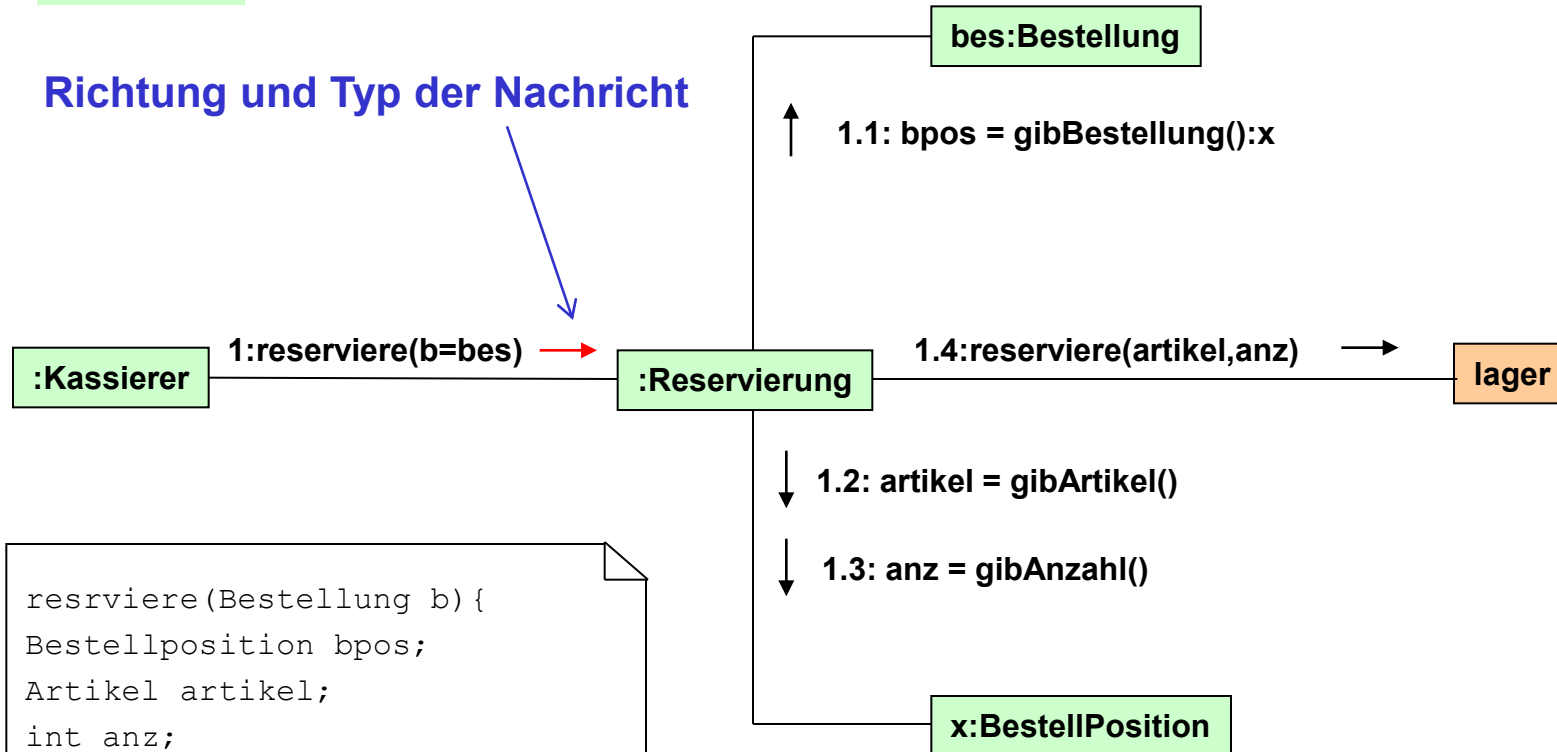 bes:Bestellung
Richtung und Typ der Nachricht
1.1: bpos = gibBestellung():x
1:reserviere(b=bes)
1.4:reserviere(artikel,anz)
:Kassierer
:Reservierung
lager
1.2: artikel = gibArtikel()
1.3: anz = gibAnzahl()
resrviere(Bestellung b){
Bestellposition bpos;
Artikel artikel;
int anz;
x:BestellPosition